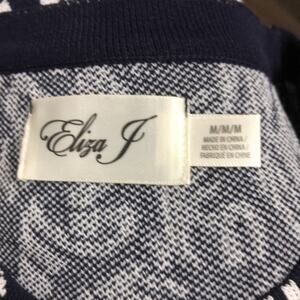 Eliza J
M/M/M
MADE IN CHINA/
HECHO EN CHINA/
FABRIQUÉ EN CHINE